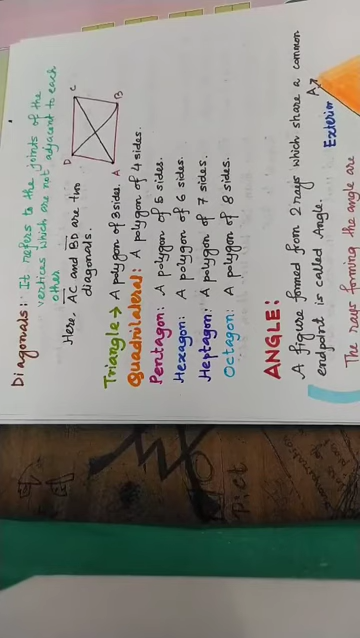 Diagonals: It refers to the joints of the
vertices which are not adjacent to each
other
Here, AC and BD are two
diagonals.
D
C
A
B
Triangle → A polygon of 3 sides.
Quadrilateral: A polygon of 4 sides.
Pentagon: A polygon of 5 sides.
Hexagon: A polygon of 6 sides.
Heptagon: A polygon of 7 sides.
Octagon: A polygon of 8 sides.
ANGLE:
A figure formed from 2 rays which share a common
endpoint is called Angle.
A
Exterior
The rays forming the angle are